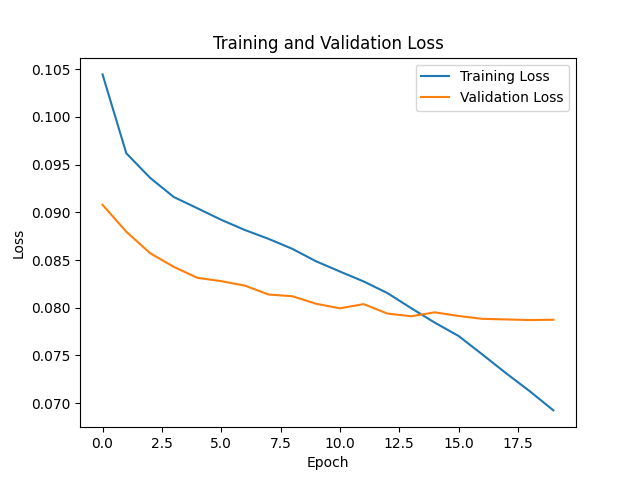 Training and Validation Loss
Training Loss
Validation Loss
0.105
0.100
0.095
0.090
0.085
0.080
0.075
0.070
Loss
0.0 2.5 5.0 7.5 10.0 12.5 15.0 17.5
Epoch